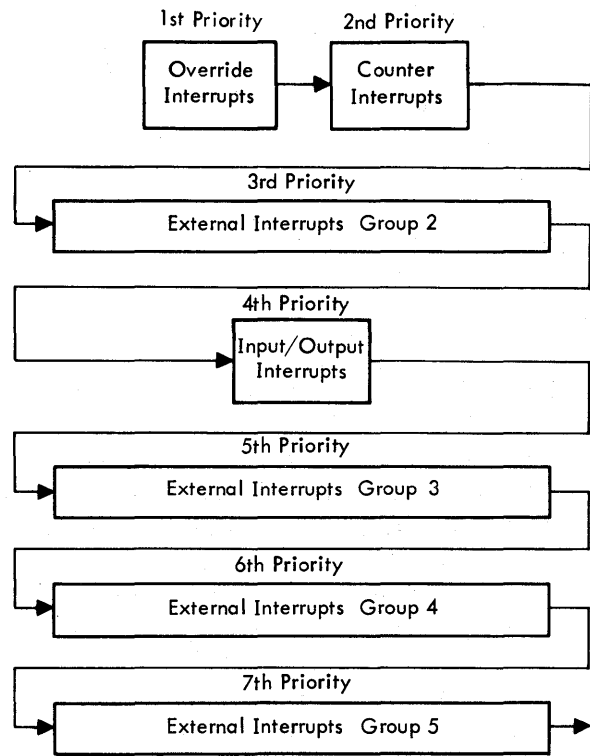 1st Priority
2nd Priority
Override
Interrupts
Counter
Interrupts
3rd Priority
External Interrupts Group 2
4th Priority
Input/Output
Interrupts
5th Priority
External Interrupts Group 3
6th Priority
External Interrupts Group 4
7th Priority
External Interrupts Group 5